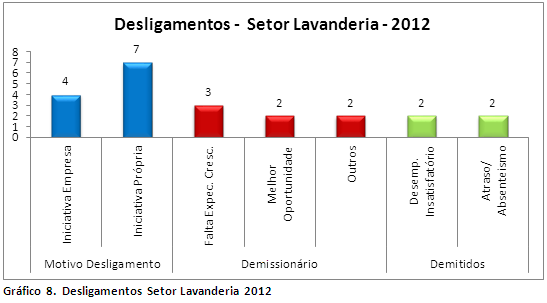 Desligamentos - Setor Lavanderia - 2012
8
7
6
5
4
3
2
1
0
4
7
3
2
2
2
2
Iniciativa Empresa
Iniciativa Própria
Falta Expec. Cresc.
Melhor
Oportunidade
Outros
Desemp.
Insatisfatório
Atraso/
Absenteísmo
Motivo Desligamento
Demissionário
Demitidos
Gráfico 8. Desligamentos Setor Lavanderia 2012